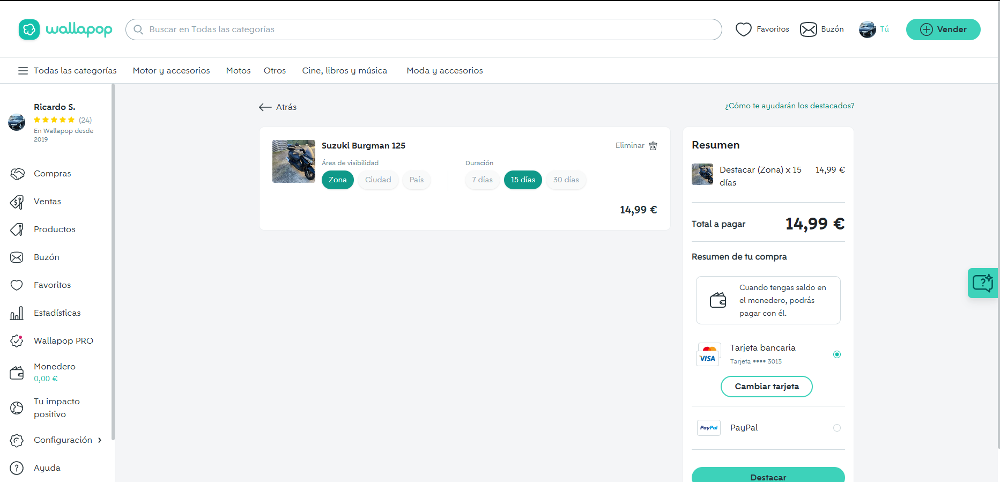 wallapop
Buscar en Todas las categorías
Favoritos
Buzón
Tú
Vender
Todas las categorías
Motor y accesorios
Motos
Otros
Cine, libros y música
Moda y accesorios
Ricardo S.
(24)
En Wallapop desde
2019
Compras
Ventas
Productos
Buzón
Favoritos
Estadísticas
Wallapop PRO
Monedero
0,00 €
Tu impacto
positivo
Configuración
Ayuda
Atrás
¿Cómo te ayudarán los destacados?
Suzuki Burgman 125
Eliminar
Área de visibilidad
Duración
Zona
Ciudad
País
7 días
15 días
30 días
14,99 €
Resumen
Destacar (Zona) x 15
días
14,99 €
Total a pagar
14,99 €
Resumen de tu compra
Cuando tengas saldo en
el monedero, podrás
pagar con él.
VISA
Tarjeta bancaria
Tarjeta •••• 3013
Cambiar tarjeta
PayPal
PayPal
Destacar